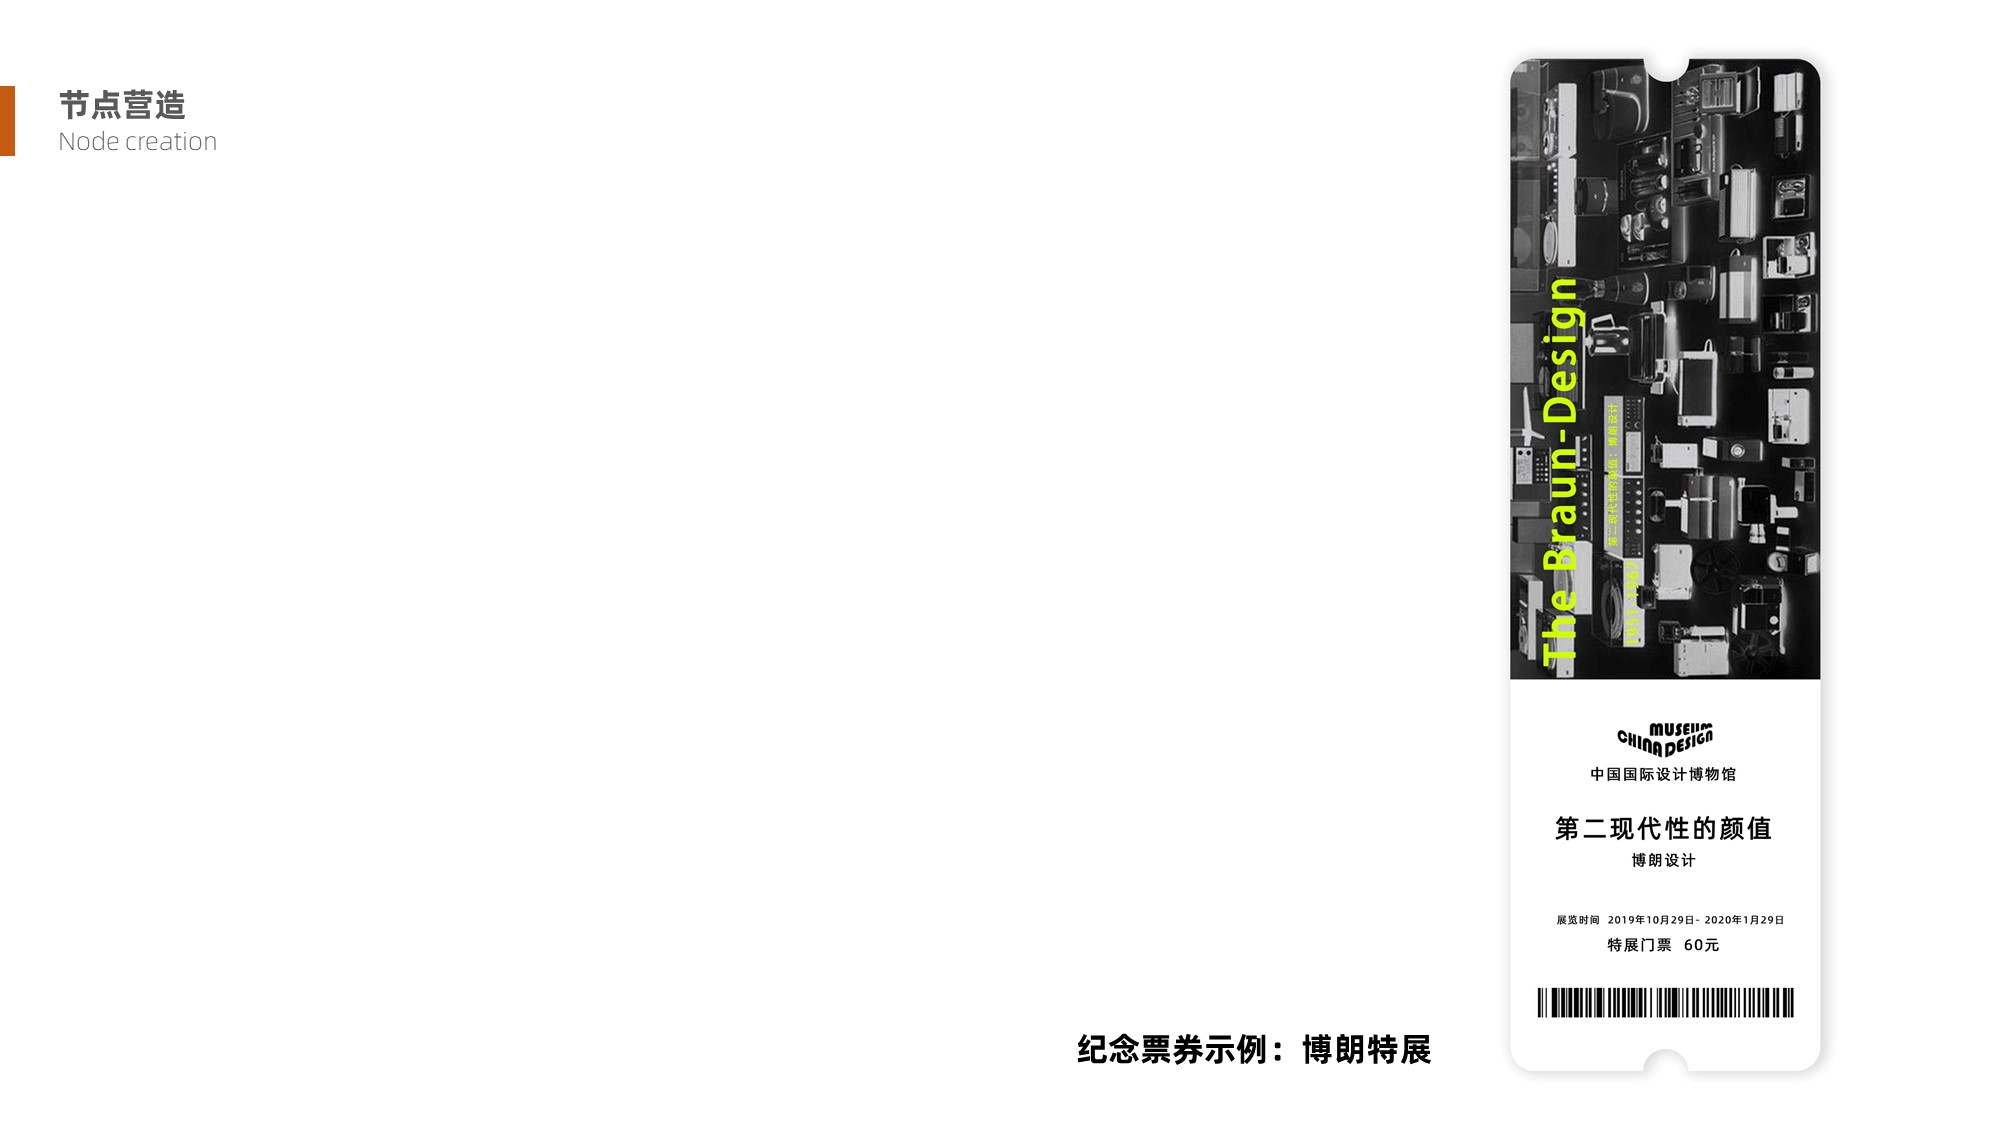 节点营造
Node creation
The Braun-Design
第二现代性的颜值：博朗设计
1951-1967
MUSEUM
CHINA DESIGN
中国国际设计博物馆
第二现代性的颜值
博朗设计
展览时间 2019年10月29日- 2020年1月29日
特展门票 60元
纪念票券示例：博朗特展